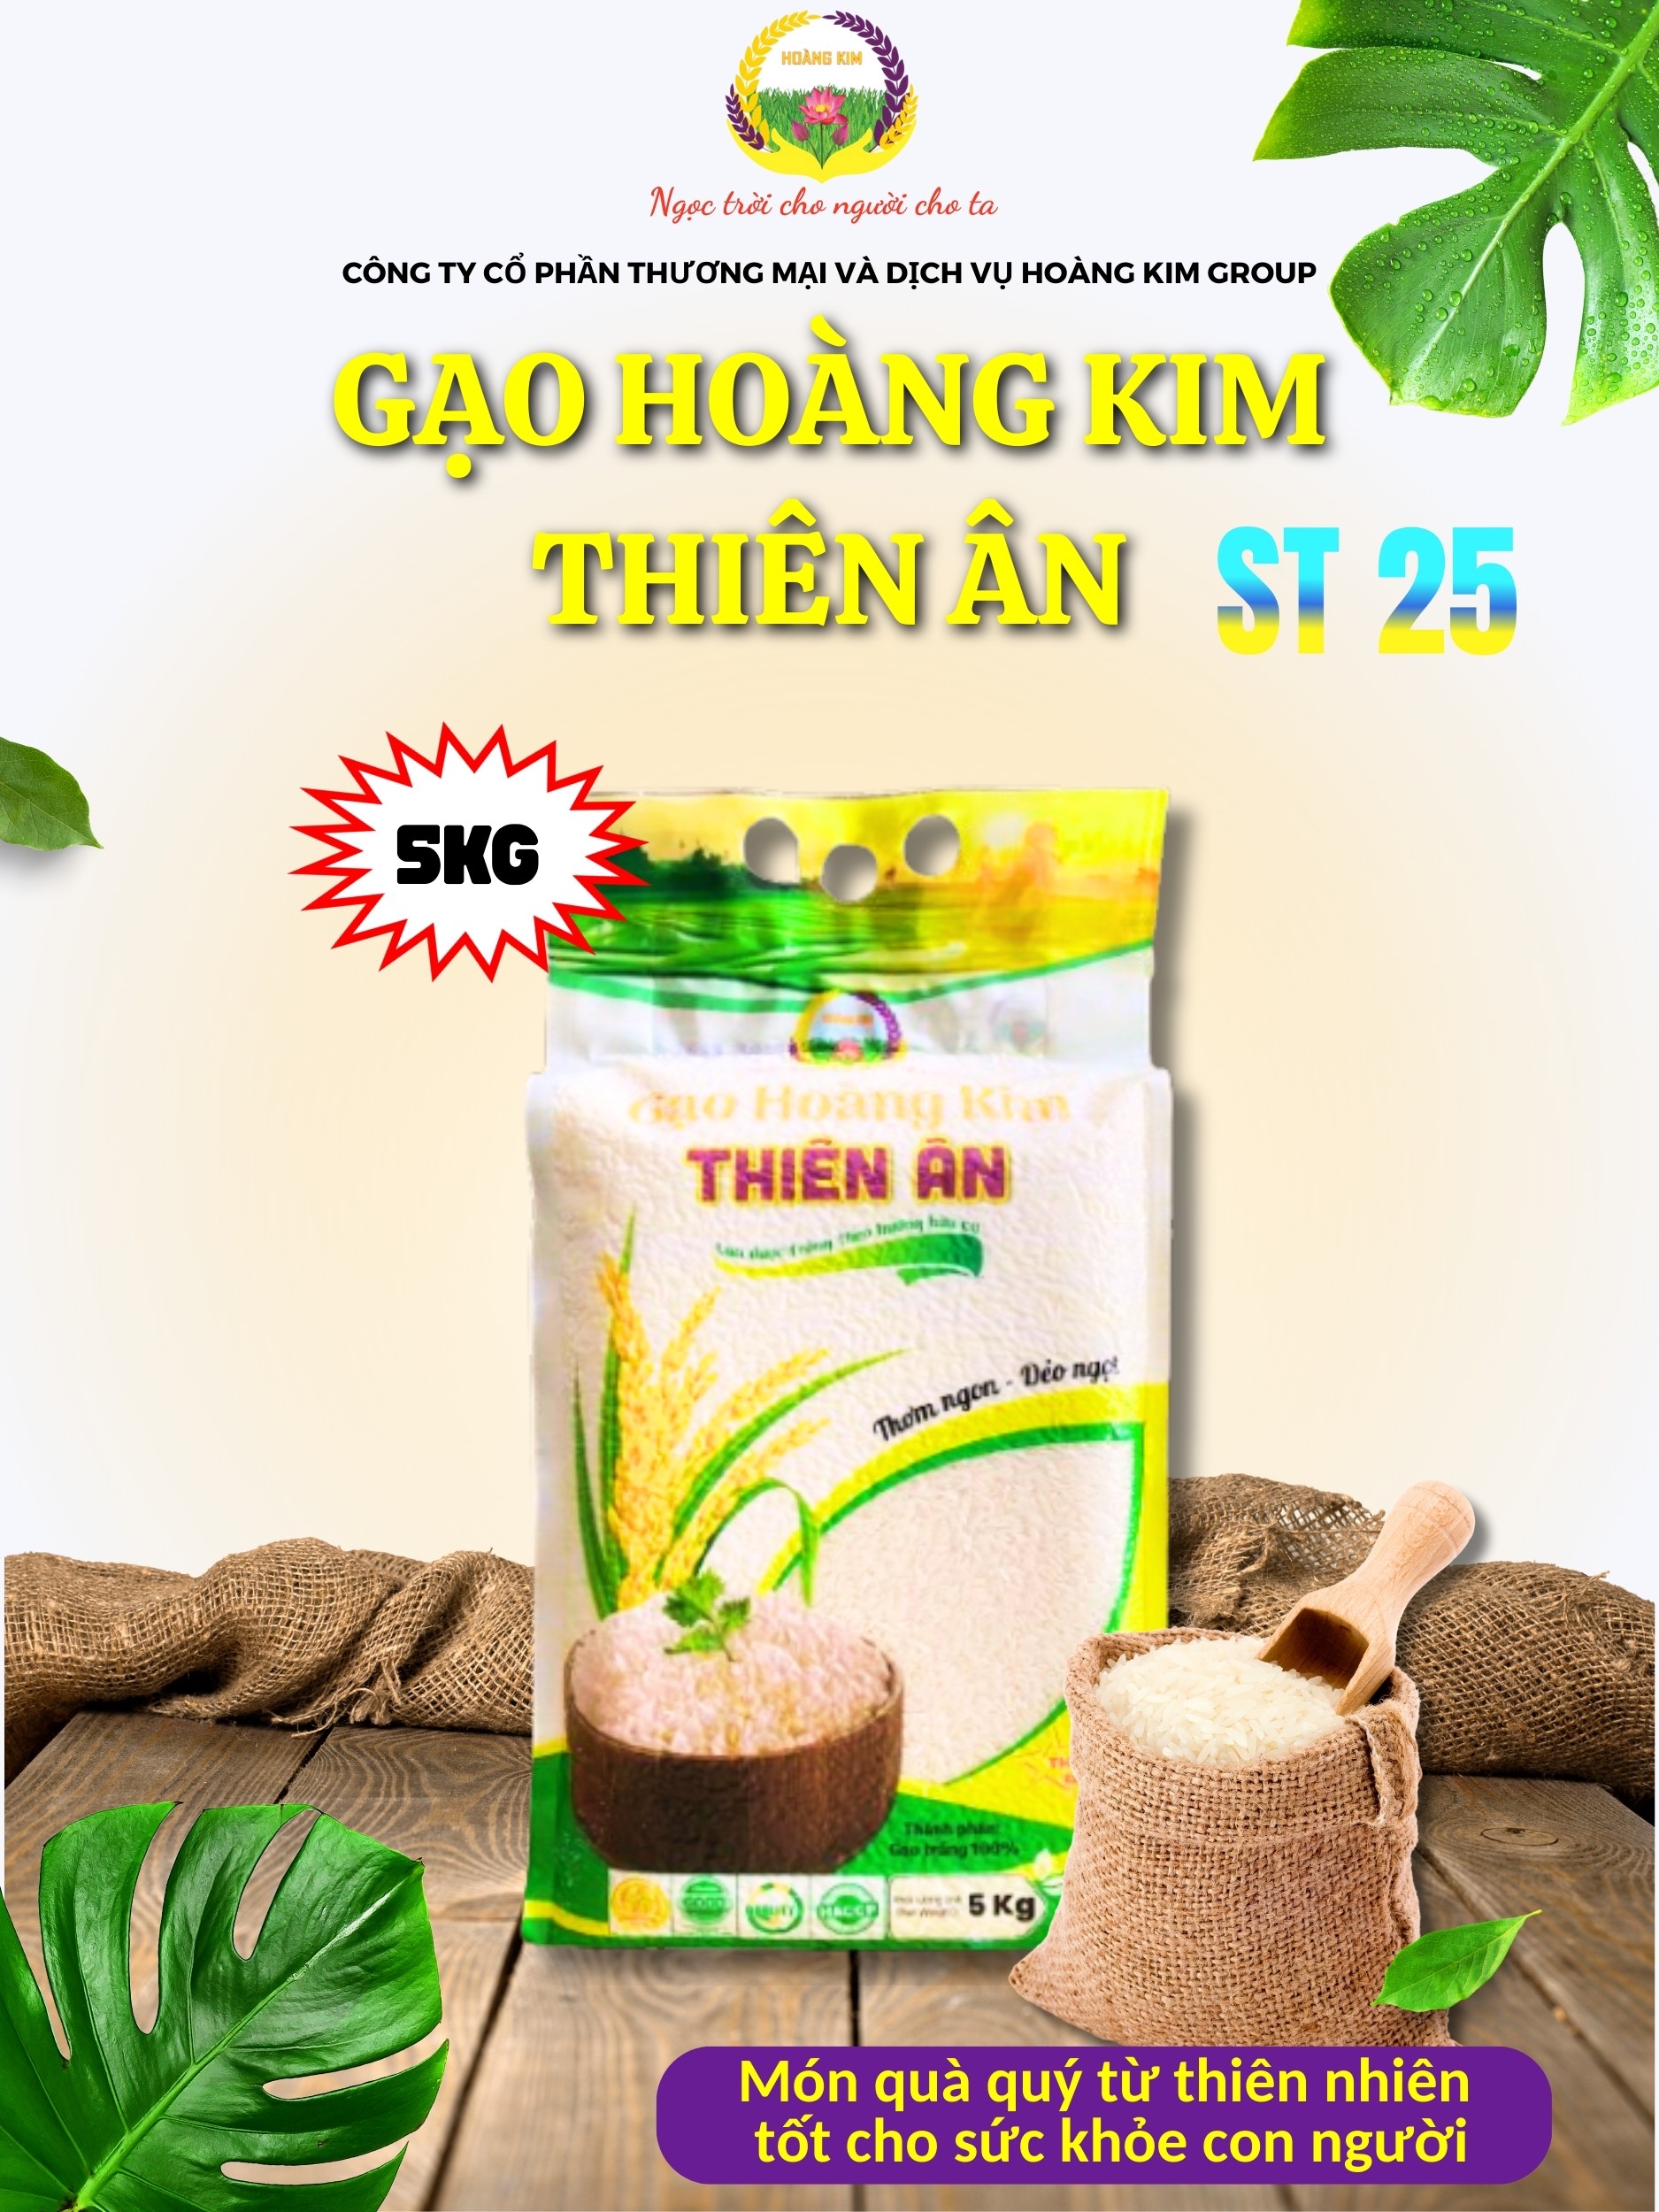 HOÀNG KIM
Ngọc trời cho người cho ta
CÔNG TY CỔ PHẦN THƯƠNG MẠI VÀ DỊCH VỤ HOÀNG KIM GROUP
GẠO HOÀNG KIM
THIÊN ÂN ST 25
5KG
Gạo Hoàng Kim
THIÊN ÂN
Thơm ngon - Dẻo ngọt
Thành phần:
Gạo trắng 100%
HACCP
5 Kg
Món quà quý từ thiên nhiên
tốt cho sức khỏe con người